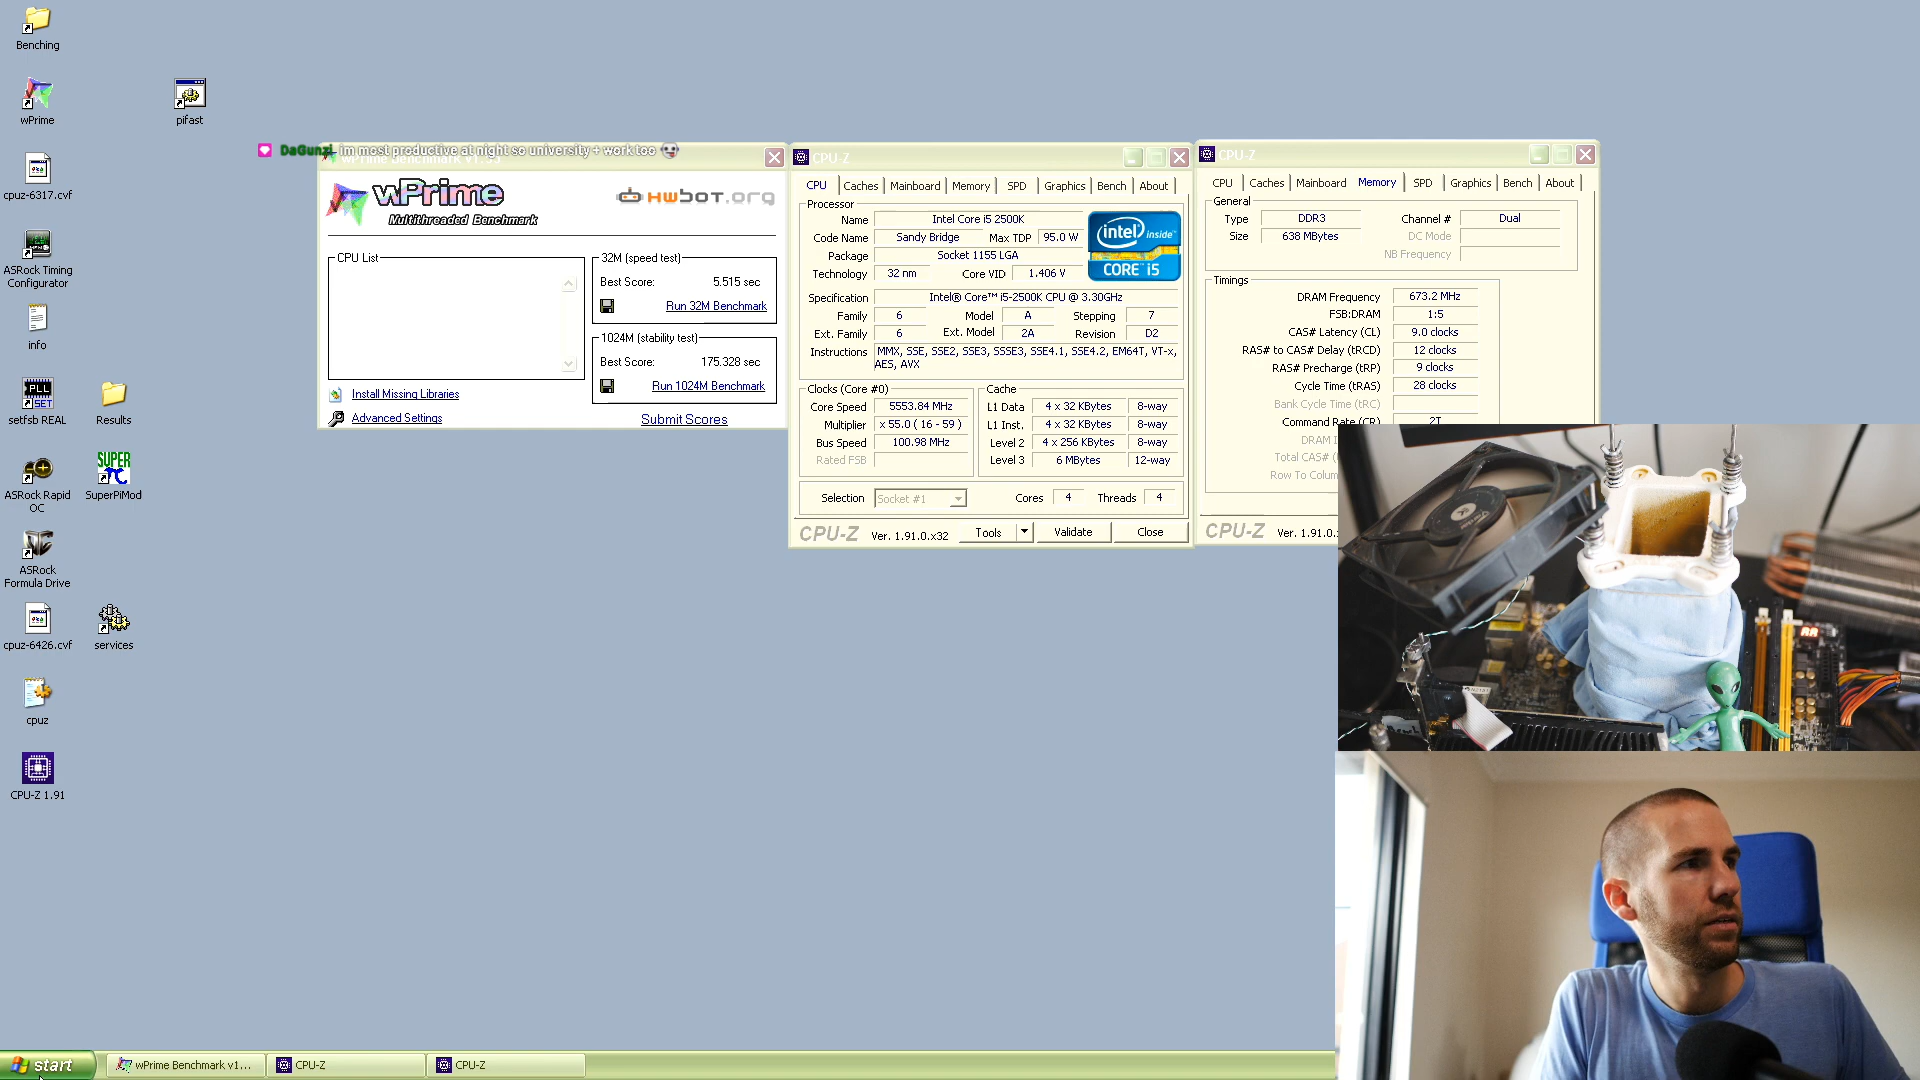 Benching
wPrime
pifast
cpuz-6317.cvf
ASRock Timing
Configurator
info
setfsb REAL
Results
ASRock Rapid
OC
SuperPiMod
ASRock
Formula Drive
cpuz-6426.cvf
services
cpuz
CPU-Z 1.91
DaGunzi im most productive at night so university + work too
wPrime
Multithreaded Benchmark
HWBOT.org
CPU List
32M (speed test)
Best Score: 5.515 sec
Run 32M Benchmark
1024M (stability test)
Best Score: 175.328 sec
Run 1024M Benchmark
Install Missing Libraries
Advanced Settings
Submit Scores
CPU-Z
CPU Caches Mainboard Memory SPD Graphics Bench About
Processor
Name Intel Core i5 2500K
Code Name Sandy Bridge Max TDP 95.0 W
Package Socket 1155 LGA
Technology 32 nm Core VID 1.406 V
intel inside™
CORE™ i5
Specification Intel® Core™ i5-2500K CPU @ 3.30GHz
Family 6 Model A Stepping 7
Ext. Family 6 Ext. Model 2A Revision D2
Instructions MMX, SSE, SSE2, SSE3, SSSE3, SSE4.1, SSE4.2, EM64T, VT-x,
AES, AVX
Clocks (Core #0)
Core Speed 5553.84 MHz
Multiplier x 55.0 ( 16 - 59 )
Bus Speed 100.98 MHz
Rated FSB
Cache
L1 Data 4 x 32 KBytes 8-way
L1 Inst. 4 x 32 KBytes 8-way
Level 2 4 x 256 KBytes 8-way
Level 3 6 MBytes 12-way
Selection Socket #1 Cores 4 Threads 4
CPU-Z Ver. 1.91.0.x32 Tools Validate Close
CPU-Z
CPU Caches Mainboard Memory SPD Graphics Bench About
General
Type DDR3 Channel # Dual
Size 638 MBytes DC Mode
NB Frequency
Timings
DRAM Frequency 673.2 MHz
FSB:DRAM 1:5
CAS# Latency (CL) 9.0 clocks
RAS# to CAS# Delay (tRCD) 12 clocks
RAS# Precharge (tRP) 9 clocks
Cycle Time (tRAS) 28 clocks
Bank Cycle Time (tRC)
Command Rate (CR) 2T
DRAM I
Total CAS# (
Row To Colum
CPU-Z Ver. 1.91.0.
start
wPrime Benchmark v1...
CPU-Z
CPU-Z